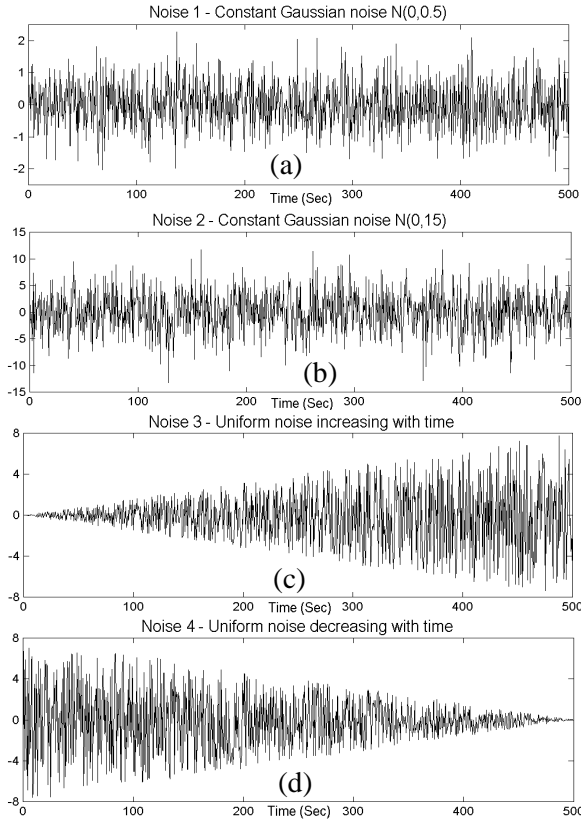 Noise 1 - Constant Gaussian noise N(0,0.5)
2
1
0
-1
-2
(a)
0 100 200 300 400 500
Time (Sec)
Noise 2 - Constant Gaussian noise N(0,15)
15
10
5
0
-5
-10
-15
(b)
0 100 200 300 400 500
Time (Sec)
Noise 3 - Uniform noise increasing with time
8
4
0
-4
-8
(c)
0 100 200 300 400 500
Time (Sec)
Noise 4 - Uniform noise decreasing with time
8
4
0
-4
-8
(d)
0 100 200 300 400 500
Time (Sec)